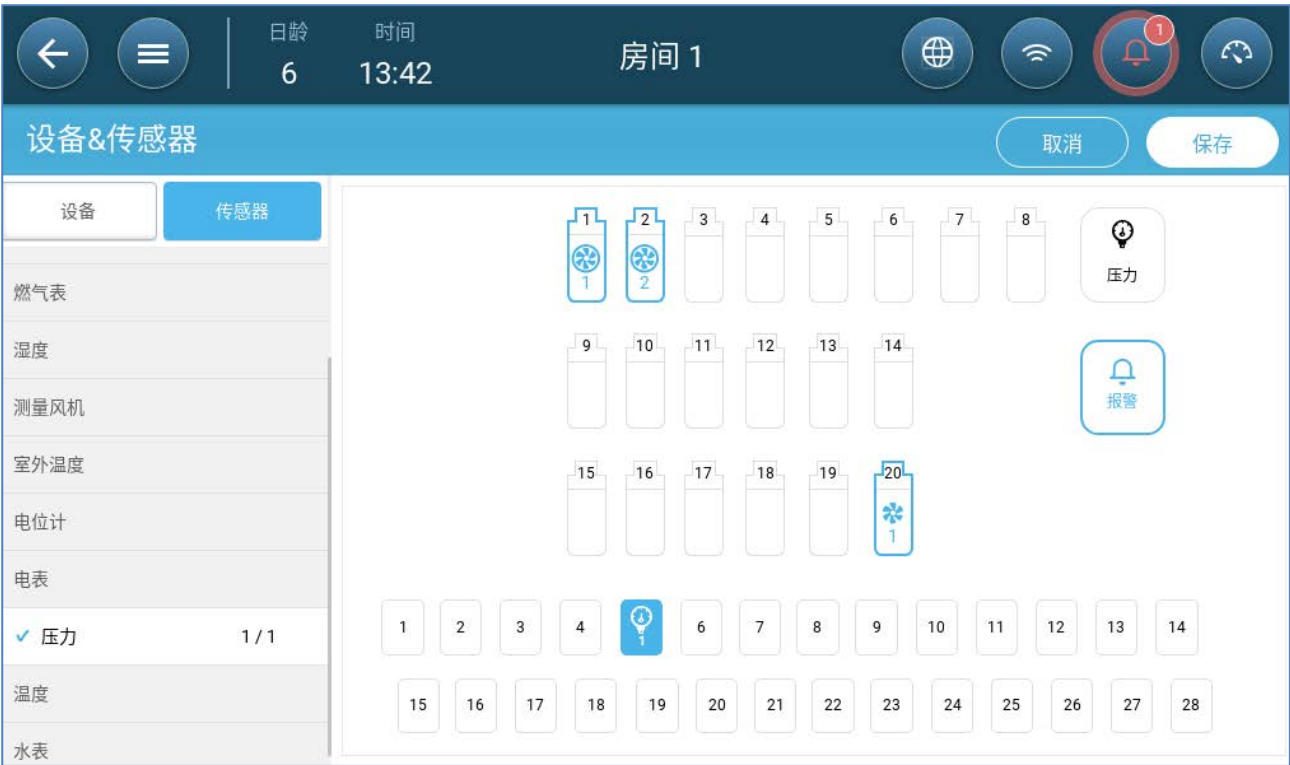 日龄 时间 1
6 13:42 房间 1
设备&传感器 取消 保存
设备 传感器
1 2 3 4 5 6 7 8
1 2 压力
燃气表
湿度
9 10 11 12 13 14
报警
测量风机
室外温度
15 16 17 18 19 20
电位计
1
电表
压力 1 / 1
1 2 3 4 1 6 7 8 9 10 11 12 13 14
温度
15 16 17 18 19 20 21 22 23 24 25 26 27 28
水表